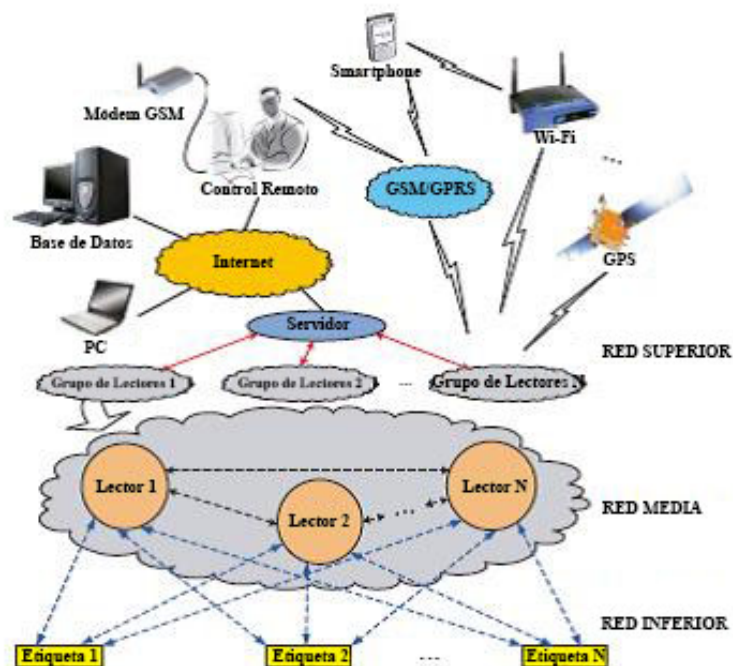 Smartphone
Módem GSM
Wi-Fi
...
Control Remoto
GSM/GPRS
Base de Datos
Internet
GPS
Servidor
PC
RED SUPERIOR
Grupo de Lectores 1
Grupo de Lectores 2
...
Grupo de Lectores N
Lector 1
Lector N
Lector 2
...
RED MEDIA
RED INFERIOR
Etiqueta 1
Etiqueta 2
...
Etiqueta N